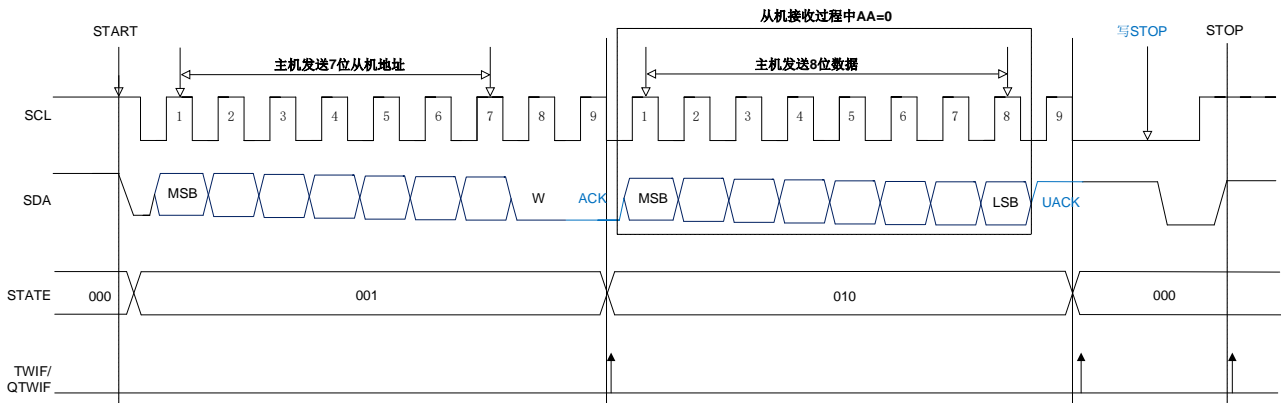 从机接收过程中AA=0
START
写STOP
STOP
主机发送7位从机地址
主机发送8位数据
SCL
1 2 3 4 5 6 7 8 9 1 2 3 4 5 6 7 8 9
SDA
MSB W ACK MSB LSB UACK
STATE
000 001 010 000
TWIF/
QTWIF